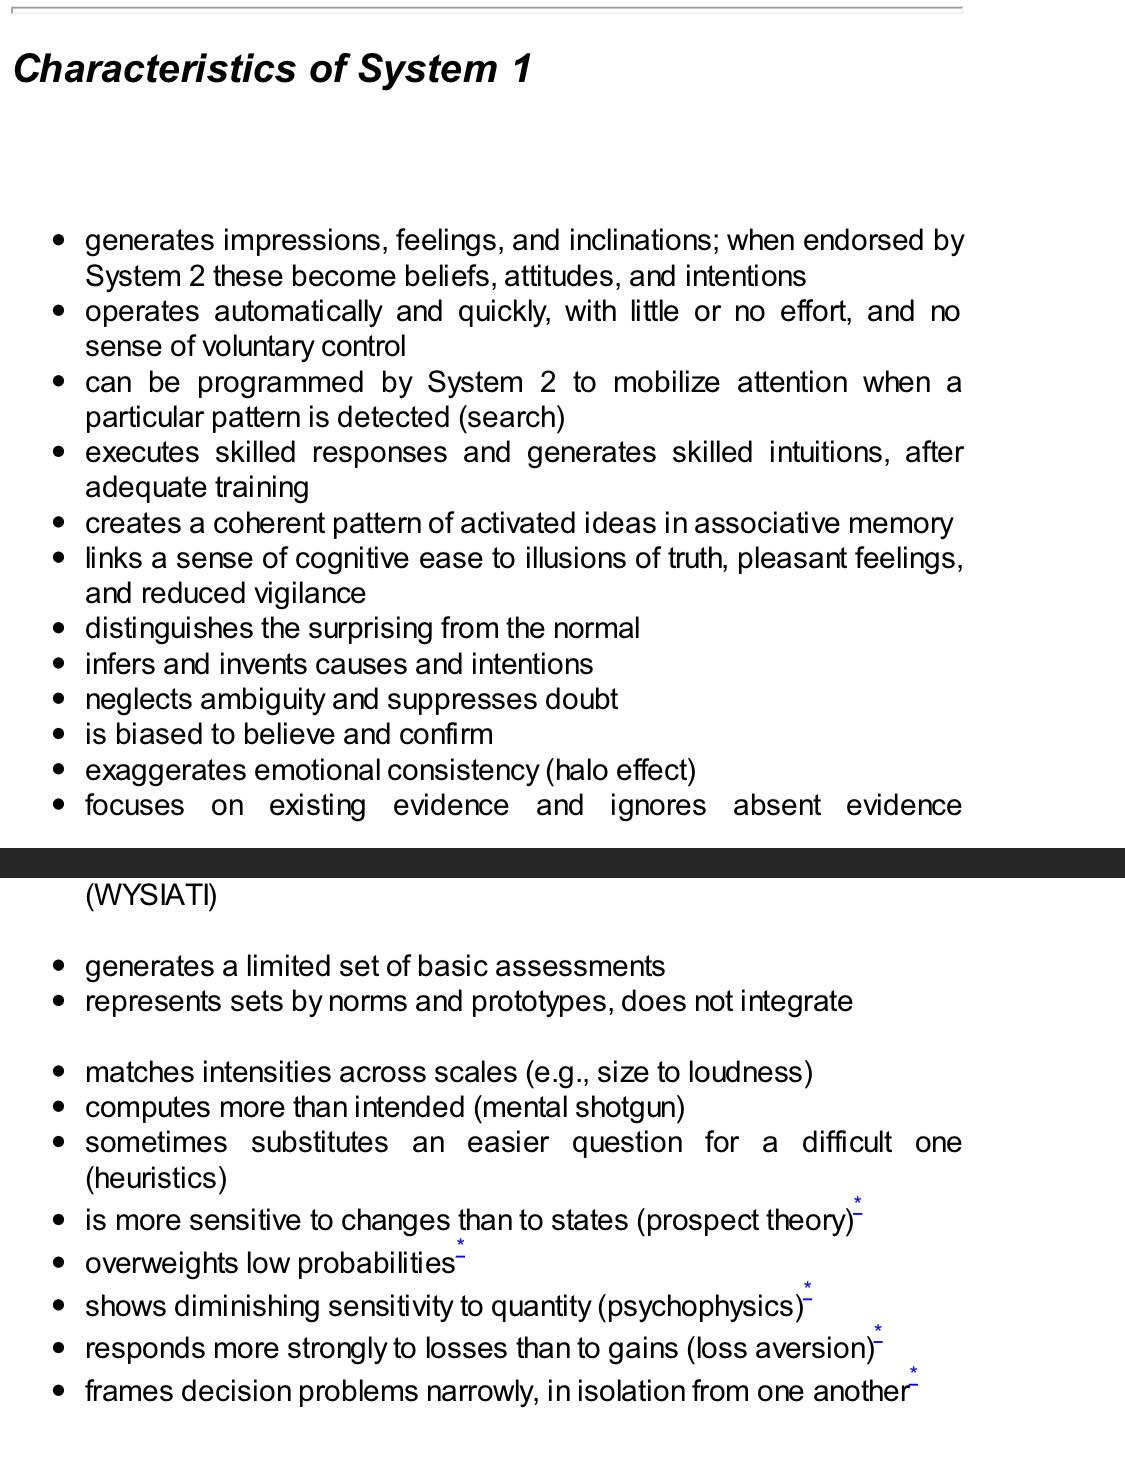 Characteristics of System 1
• generates impressions, feelings, and inclinations; when endorsed by
System 2 these become beliefs, attitudes, and intentions
• operates automatically and quickly, with little or no effort, and no
sense of voluntary control
• can be programmed by System 2 to mobilize attention when a
particular pattern is detected (search)
• executes skilled responses and generates skilled intuitions, after
adequate training
• creates a coherent pattern of activated ideas in associative memory
• links a sense of cognitive ease to illusions of truth, pleasant feelings,
and reduced vigilance
• distinguishes the surprising from the normal
• infers and invents causes and intentions
• neglects ambiguity and suppresses doubt
• is biased to believe and confirm
• exaggerates emotional consistency (halo effect)
• focuses on existing evidence and ignores absent evidence
(WYSIATI)
• generates a limited set of basic assessments
• represents sets by norms and prototypes, does not integrate
• matches intensities across scales (e.g., size to loudness)
• computes more than intended (mental shotgun)
• sometimes substitutes an easier question for a difficult one
(heuristics)
• is more sensitive to changes than to states (prospect theory)*
• overweights low probabilities*
• shows diminishing sensitivity to quantity (psychophysics)*
• responds more strongly to losses than to gains (loss aversion)*
• frames decision problems narrowly, in isolation from one another*